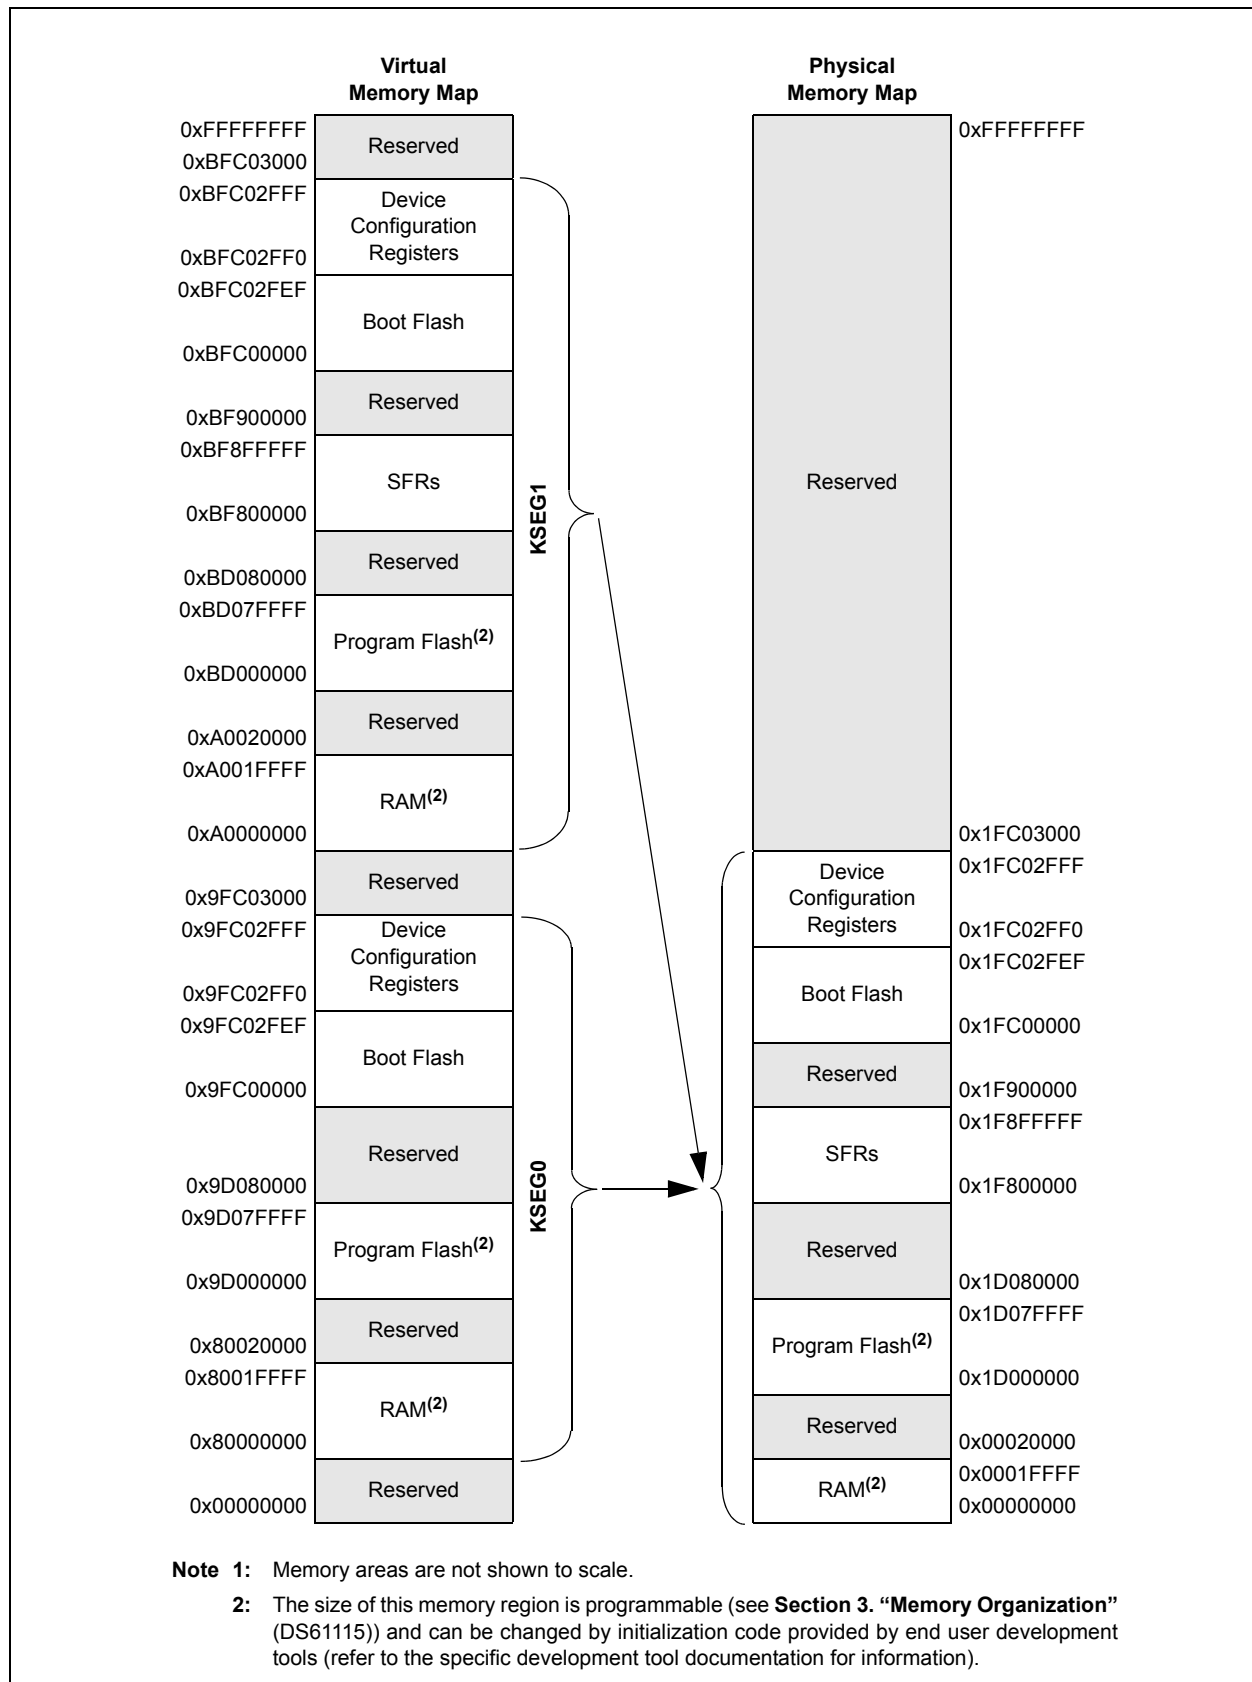 Virtual
Memory Map
Physical
Memory Map
0xFFFFFFFF
0xBFC03000
Reserved
0xBFC02FFF
0xBFC02FF0
Device
Configuration
Registers
0xBFC02FEF
0xBFC00000
Boot Flash
Reserved
0xBF900000
0xBF8FFFFF
0xBF800000
SFRs
Reserved
0xBD080000
0xBD07FFFF
0xBD000000
Program Flash(2)
Reserved
0xA0020000
0xA001FFFF
0xA0000000
RAM(2)
KSEG1
Reserved
0x9FC03000
0x9FC02FFF
0x9FC02FF0
Device
Configuration
Registers
0x9FC02FEF
0x9FC00000
Boot Flash
Reserved
0x9D080000
0x9D07FFFF
0x9D000000
Program Flash(2)
Reserved
0x80020000
0x8001FFFF
0x80000000
RAM(2)
KSEG0
Reserved
0x00000000
0xFFFFFFFF
Reserved
0x1FC03000
0x1FC02FFF
Device
Configuration
Registers
0x1FC02FF0
0x1FC02FEF
Boot Flash
0x1FC00000
Reserved
0x1F900000
0x1F8FFFFF
SFRs
0x1F800000
Reserved
0x1D080000
0x1D07FFFF
Program Flash(2)
0x1D000000
Reserved
0x00020000
0x0001FFFF
RAM(2)
0x00000000
Note 1: Memory areas are not shown to scale.
2: The size of this memory region is programmable (see Section 3. “Memory Organization”
(DS61115)) and can be changed by initialization code provided by end user development
tools (refer to the specific development tool documentation for information).